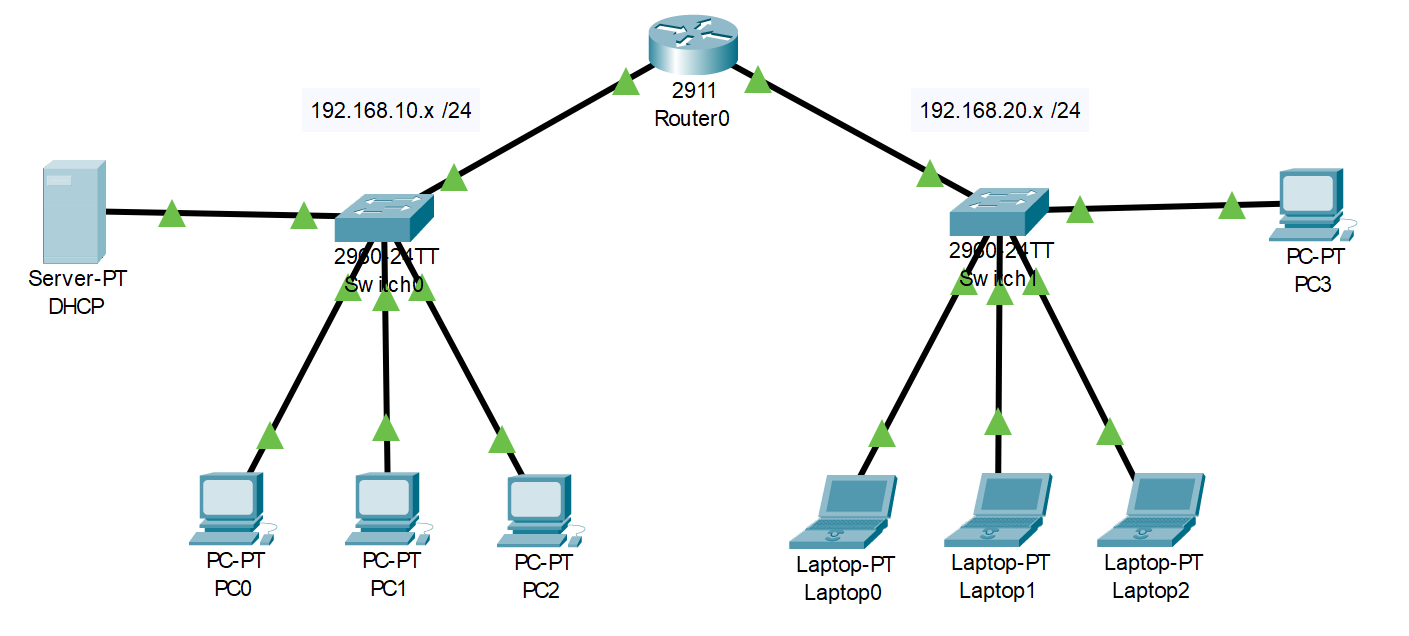 2911
Router0
192.168.10.x /24
192.168.20.x /24
Server-PT
DHCP
2960-24TT
Switch0
2960-24TT
Switch1
PC-PT
PC3
PC-PT
PC0
PC-PT
PC1
PC-PT
PC2
Laptop-PT
Laptop0
Laptop-PT
Laptop1
Laptop-PT
Laptop2